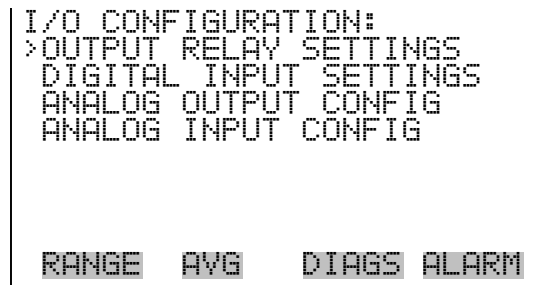 I/O CONFIGURATION:
>OUTPUT RELAY SETTINGS
DIGITAL INPUT SETTINGS
ANALOG OUTPUT CONFIG
ANALOG INPUT CONFIG
RANGE AVG DIAGS ALARM